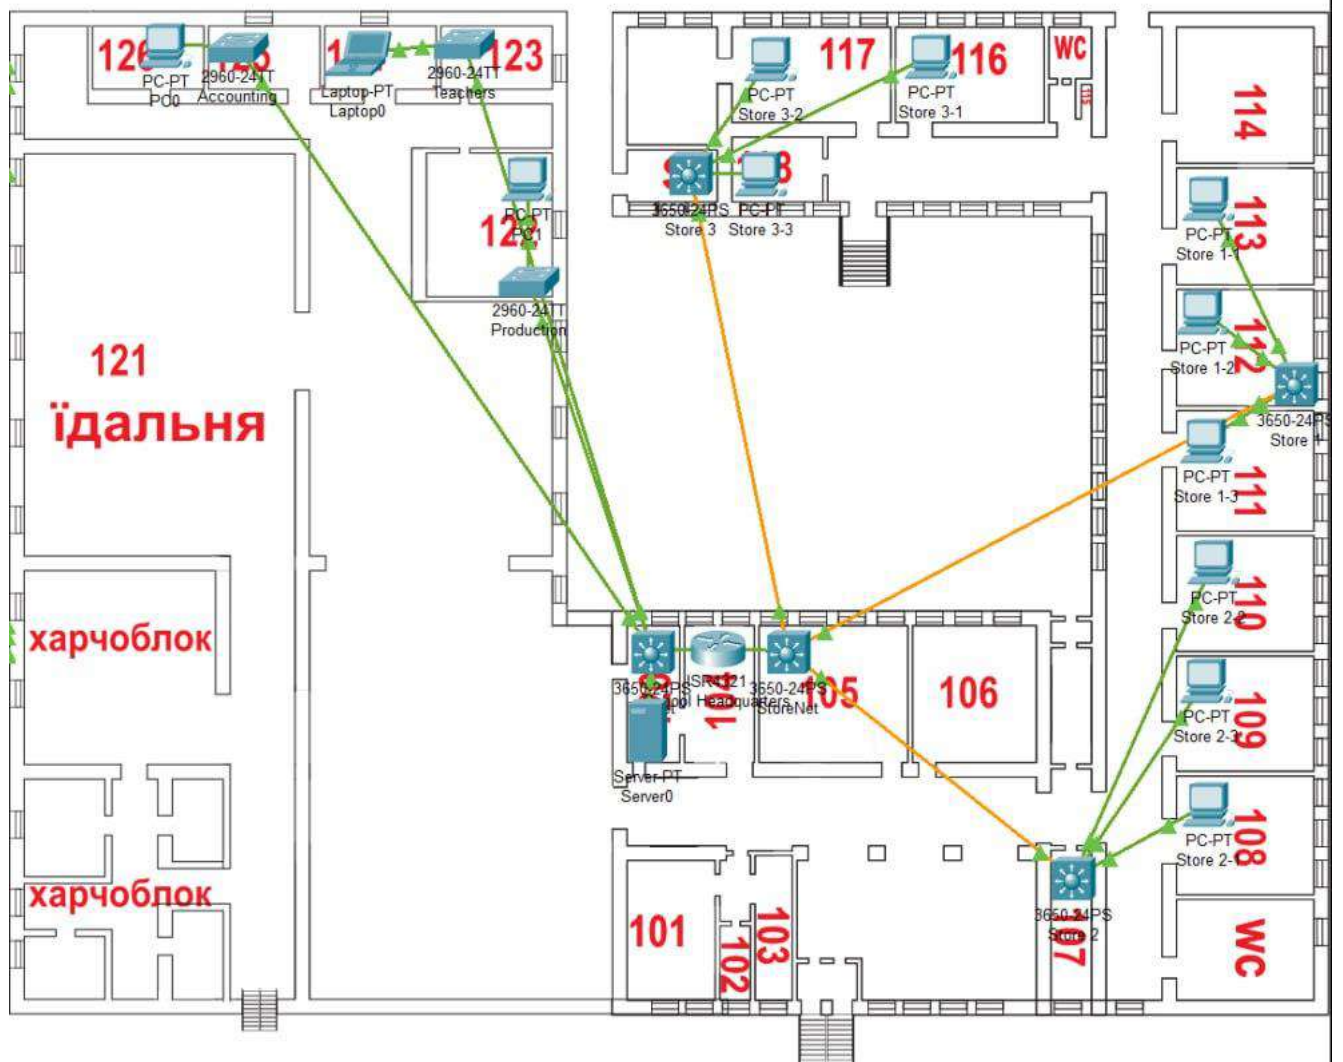 PC-PT
PC0
2960-24TT
Accounting
Laptop-PT
Laptop0
2960-24TT
Teachers
123
PC-PT
Store 3-2
117
PC-PT
Store 3-1
116
WC
115
114
3650-24PS
Store 3
PC-PT
Store 3-3
PC-PT
PC1
122
2960-24TT
Production
PC-PT
Store 1-1
113
PC-PT
Store 1-2
112
3650-24PS
Store 1
PC-PT
Store 1-3
111
121
їдальня
PC-PT
Store 2-2
110
харчоблок
3650-24PS
ISR4321
Headquarters
104
3650-24PS
StoreNet
105
106
PC-PT
Store 2-3
109
Server-PT
Server0
PC-PT
Store 2-1
108
харчоблок
101
102
103
3650-24PS
Store 2
107
WC